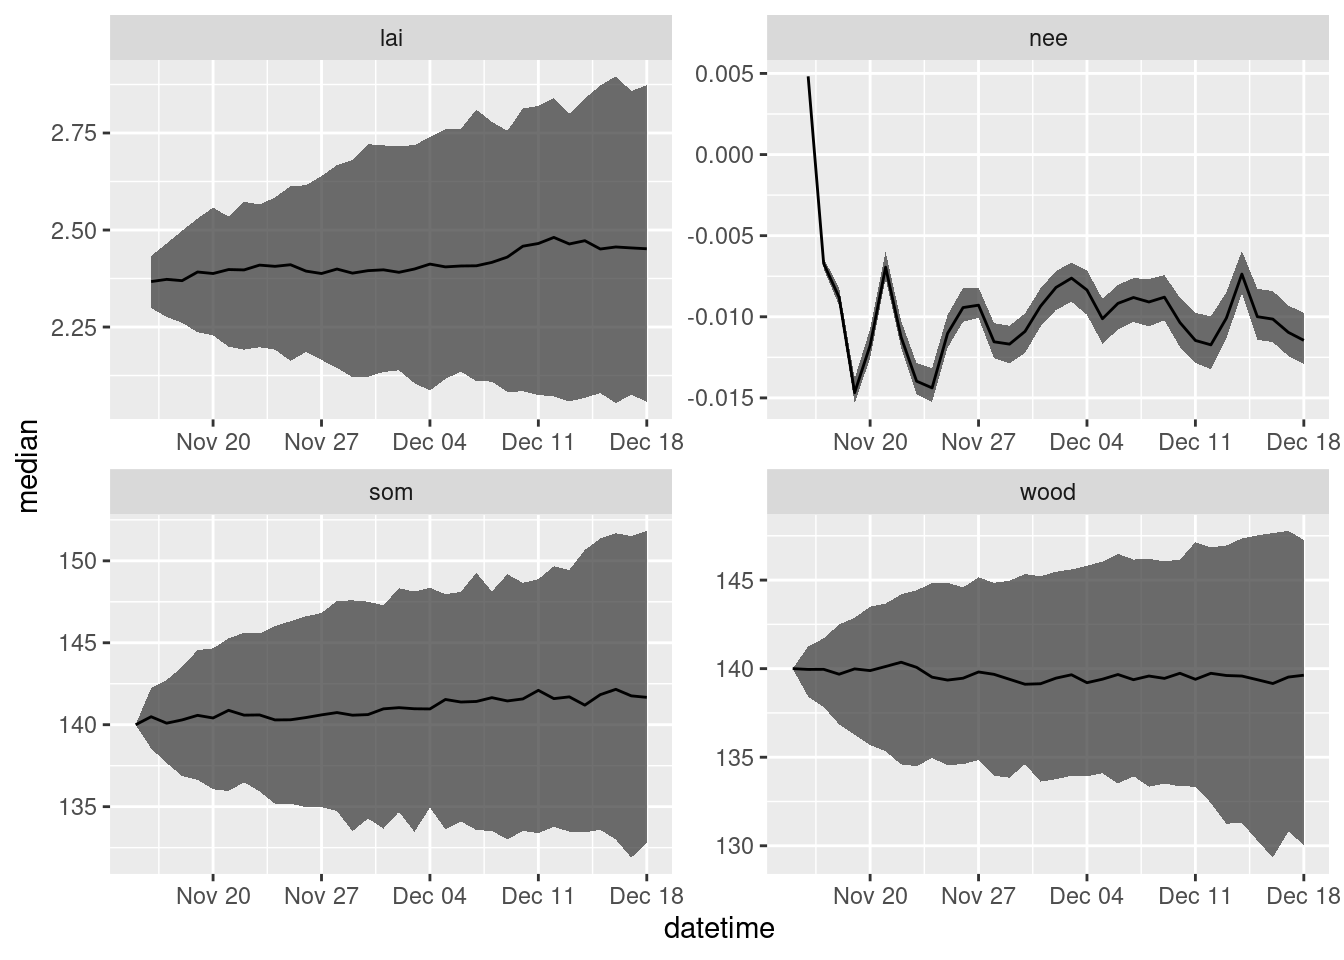 lai
nee
2.75
2.50
2.25
0.005
0.000
-0.005
-0.010
-0.015
Nov 20 Nov 27 Dec 04 Dec 11 Dec 18
Nov 20 Nov 27 Dec 04 Dec 11 Dec 18
median
som
wood
150
145
140
135
145
140
135
130
Nov 20 Nov 27 Dec 04 Dec 11 Dec 18
Nov 20 Nov 27 Dec 04 Dec 11 Dec 18
datetime